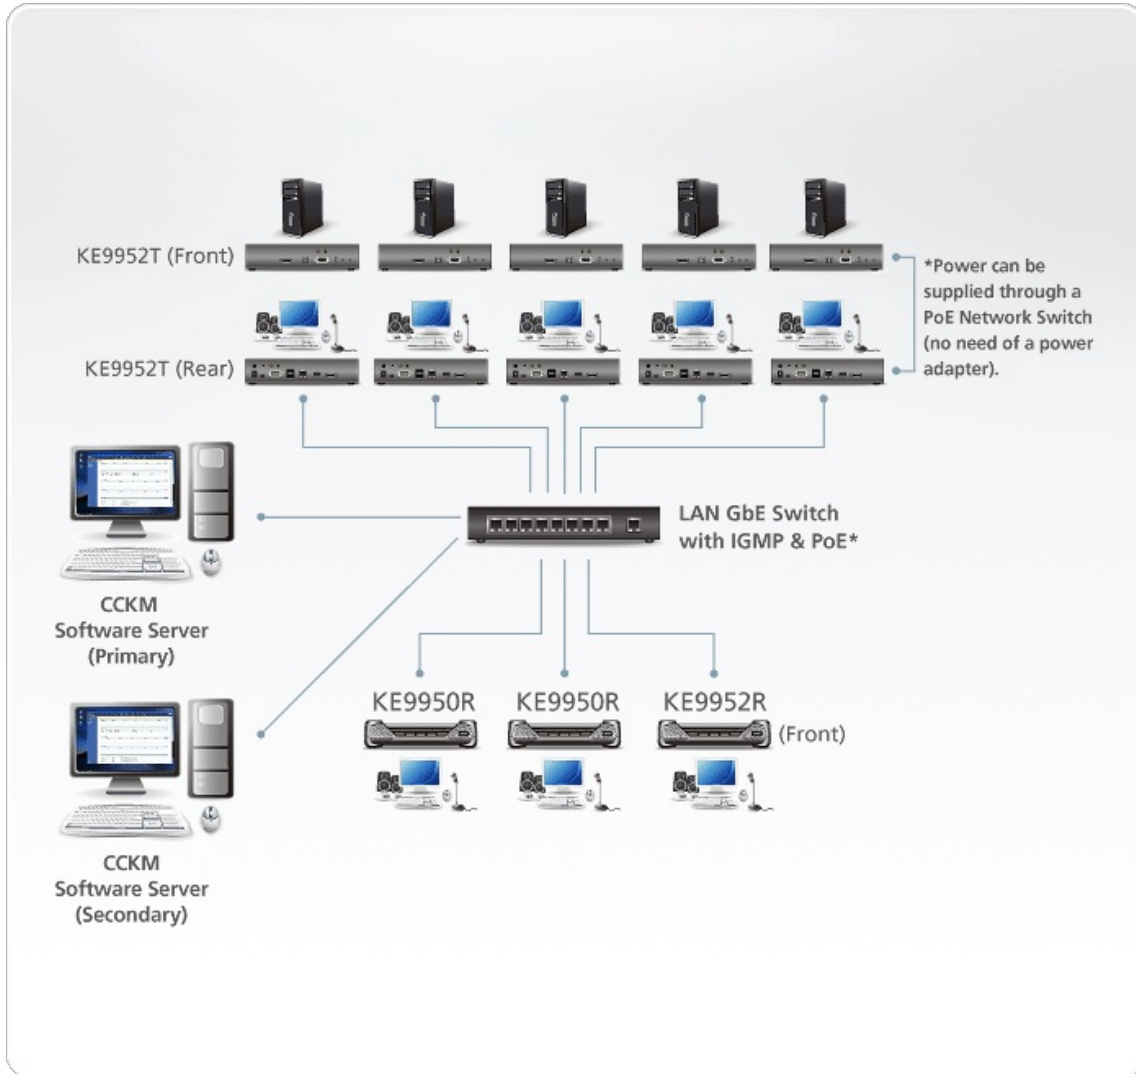 KE9952T (Front)
*Power can be
supplied through a
PoE Network Switch
(no need of a power
adapter).
KE9952T (Rear)
LAN GbE Switch
with IGMP & PoE*
CCKM
Software Server
(Primary)
KE9950R
KE9950R
KE9952R
(Front)
CCKM
Software Server
(Secondary)